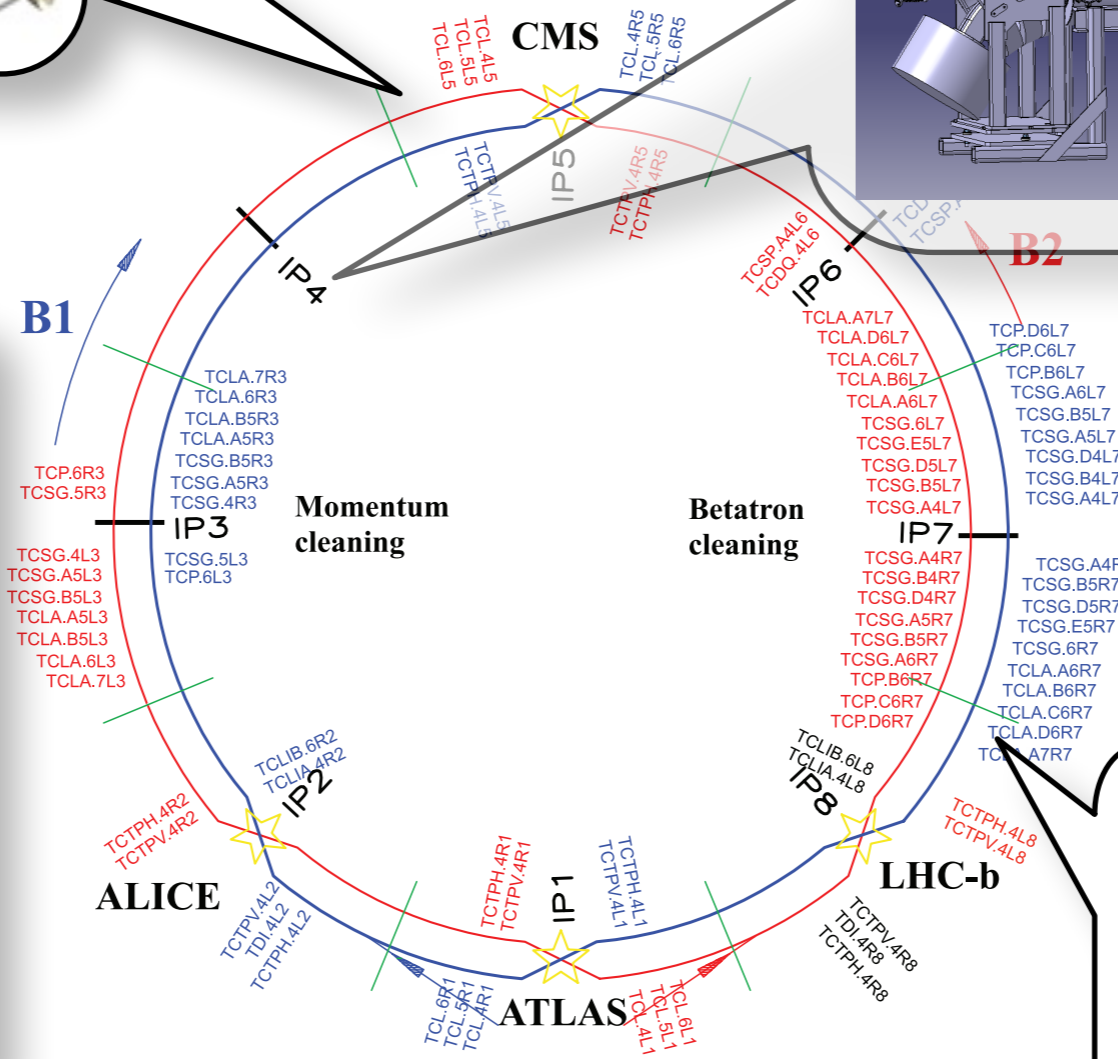 CMS
TCL.6L5
TCL.5L5
TCL.4L5
TCL.4R5
TCL.5R5
TCL.6R5
IP5
TCTPH.4L5
TCTPV.4L5
TCTPV.4R5
TCTPH.4R5
IP4
TCSP.A4L6
TCDQ.4L6
IP6
B1
B2
TCLA.7R3
TCLA.6R3
TCLA.B5R3
TCLA.A5R3
TCSG.B5R3
TCSG.A5R3
TCSG.4R3
TCP.6R3
TCSG.5R3
IP3
TCSG.5L3
TCP.6L3
TCSG.4L3
TCSG.A5L3
TCSG.B5L3
TCLA.A5L3
TCLA.B5L3
TCLA.6L3
TCLA.7L3
Momentum
cleaning
Betatron
cleaning
TCLA.A7L7
TCLA.D6L7
TCLA.C6L7
TCLA.B6L7
TCLA.A6L7
TCSG.6L7
TCSG.E5L7
TCSG.D5L7
TCSG.B5L7
TCSG.A4L7
IP7
TCSG.A4R7
TCSG.B4R7
TCSG.D4R7
TCSG.A5R7
TCSG.B5R7
TCSG.A6R7
TCP.B6R7
TCP.C6R7
TCP.D6R7
TCP.D6L7
TCP.C6L7
TCP.B6L7
TCSG.A6L7
TCSG.B5L7
TCSG.A5L7
TCSG.D4L7
TCSG.B4L7
TCSG.A4L7
TCSG.B5R7
TCSG.D5R7
TCSG.E5R7
TCSG.6R7
TCLA.A6R7
TCLA.B6R7
TCLA.C6R7
TCLA.D6R7
TCLIB.6R2
TCLIA.4R2
IP2
TCTPH.4R2
TCTPV.4R2
ALICE
TCTPV.4L2
TDI.4L2
TCTPH.4L2
TCLIB.6L8
TCLIA.4L8
IP8
TCTPH.4L8
TCTPV.4L8
LHC-b
TCTPV.4R8
TDI.4R8
TCTPH.4R8
TCTPH.4R1
TCTPV.4R1
IP1
TCTPH.4L1
TCTPV.4L1
TCL.6R1
TCL.5R1
TCL.4R1
ATLAS
TCL.4L1
TCL.5L1
TCL.6L1